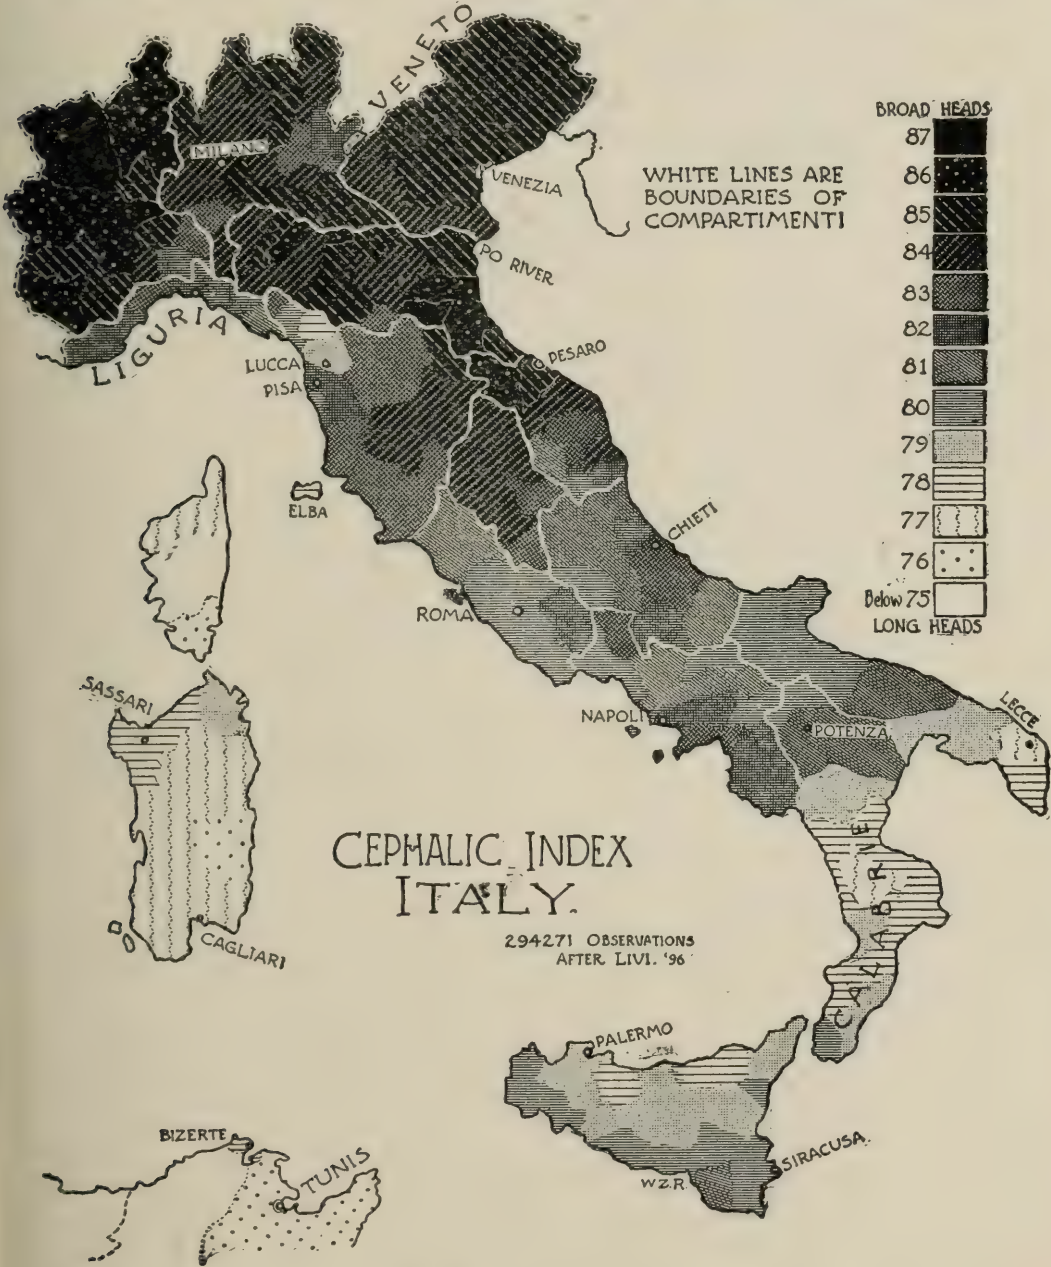 VENETO
MILANO
VENEZIA
PO RIVER
LIGURIA
LUCCA
PISA
PESARO
ELBA
CHIETI
ROMA
SASSARI
NAPOLI
POTENZA
LECCE
CALABRIE
CAGLIARI
PALERMO
SIRACUSA.
W.Z.R.
BIZERTE
TUNIS
BROAD HEADS
87
86
85
84
83
82
81
80
79
78
77
76
Below 75
LONG HEADS
WHITE LINES ARE
BOUNDARIES OF
COMPARTIMENTI
CEPHALIC INDEX
ITALY.
294271 OBSERVATIONS
AFTER LIVI. '96